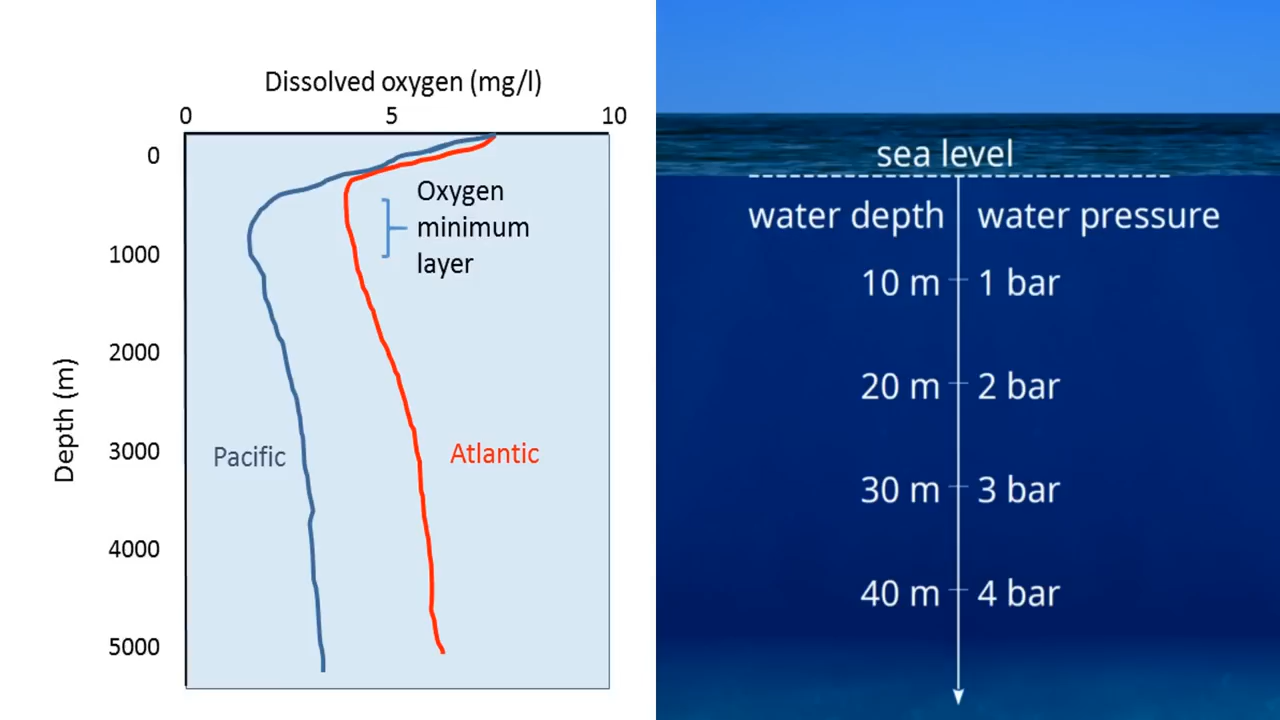 Dissolved oxygen (mg/l)
0 5 10
0
Oxygen
minimum
layer
1000
2000
Depth (m)
3000
Pacific
Atlantic
4000
5000
sea level
water depth water pressure
10 m 1 bar
20 m 2 bar
30 m 3 bar
40 m 4 bar